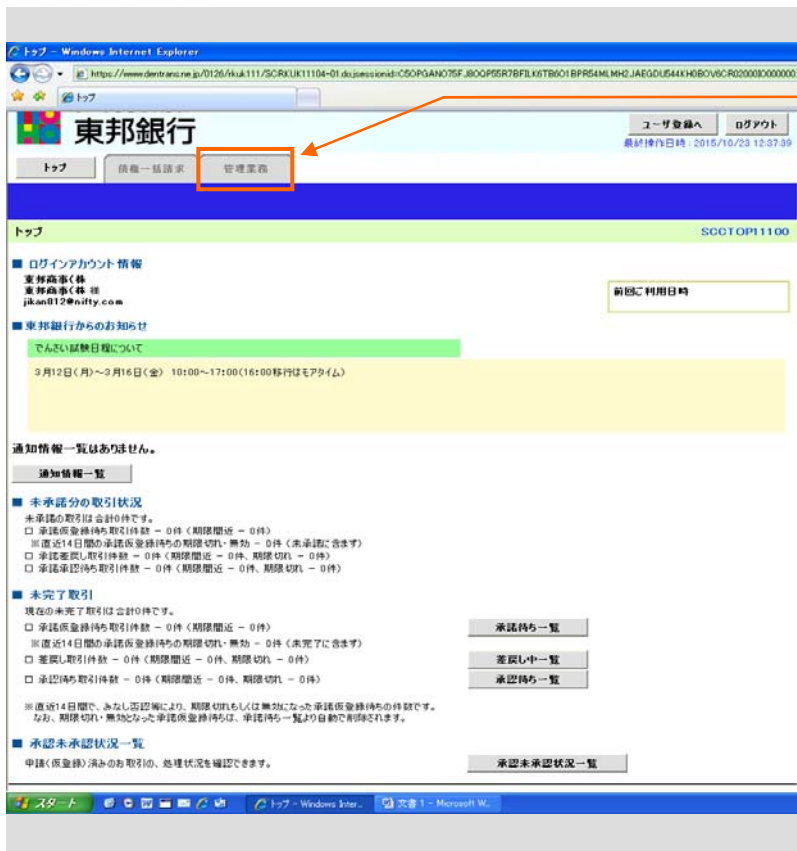 トップ - Windows Internet Explorer
https://www.dentrans.ne.jp/0126/rkuk111/
トップ
東邦銀行
ユーザ登録へ ログアウト
最終操作日時：2015/10/23 12:37:39
トップ 債権一括請求 管理業務
トップ SCCTOP11100
■ ログインアカウント情報
東邦商事(株
東邦商事(株 様
jikan812@nifty.com
前回ご利用日時
■東邦銀行からのお知らせ
でんさい試験日程について
3月12日(月)～3月16日(金) 10:00～17:00(16:00移行はモアタイム)
通知情報一覧はありません。
通知情報一覧
■ 未承諾分の取引状況
未承諾の取引は合計0件です。
□ 承諾仮登録待ち取引件数 - 0件（期限間近 - 0件）
※直近14日間の承諾仮登録待ちの期限切れ・無効 - 0件（未承諾に含まず）
□ 承諾差戻し取引件数 - 0件（期限間近 - 0件、期限切れ - 0件）
□ 承諾承認待ち取引件数 - 0件（期限間近 - 0件、期限切れ - 0件）
■ 未完了取引
現在の未完了取引は合計0件です。
□ 承諾仮登録待ち取引件数 - 0件（期限間近 - 0件） 承諾待ち一覧
※直近14日間の承諾仮登録待ちの期限切れ・無効 - 0件（未完了に含まず）
□ 差戻し取引件数 - 0件（期限間近 - 0件、期限切れ - 0件） 差戻し中一覧
□ 承認待ち取引件数 - 0件（期限間近 - 0件、期限切れ - 0件） 承認待ち一覧
※直近14日間で、みなし否認等により、期限切れもしくは無効になった承諾仮登録待ちの件数です。
なお、期限切れ・無効となった承諾仮登録待ちは、承諾待ち一覧より自動で削除されます。
■ 承認未承認状況一覧
申請(仮登録)済みのお取引の、処理状況を確認できます。 承認未承認状況一覧
スタート トップ - Windows Inter... 文書 1 - Microsoft W...